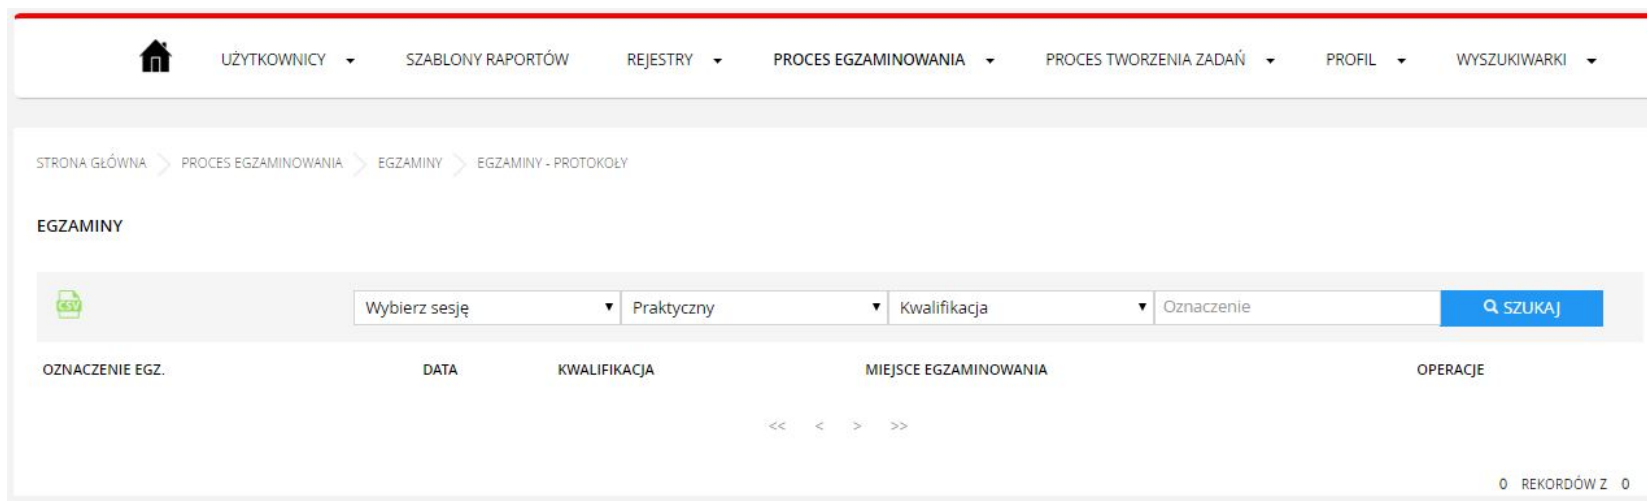 UŻYTKOWNICY SZABLONY RAPORTÓW REJESTRY PROCES EGZAMINOWANIA PROCES TWORZENIA ZADAŃ PROFIL WYSZUKIWARKI
STRONA GŁÓWNA PROCES EGZAMINOWANIA EGZAMINY EGZAMINY - PROTOKOŁY
EGZAMINY
CSV Wybierz sesję Praktyczny Kwalifikacja Oznaczenie SZUKAJ
OZNACZENIE EGZ. DATA KWALIFIKACJA MIEJSCE EGZAMINOWANIA OPERACJE
<< < > >>
0 REKORDÓW Z 0